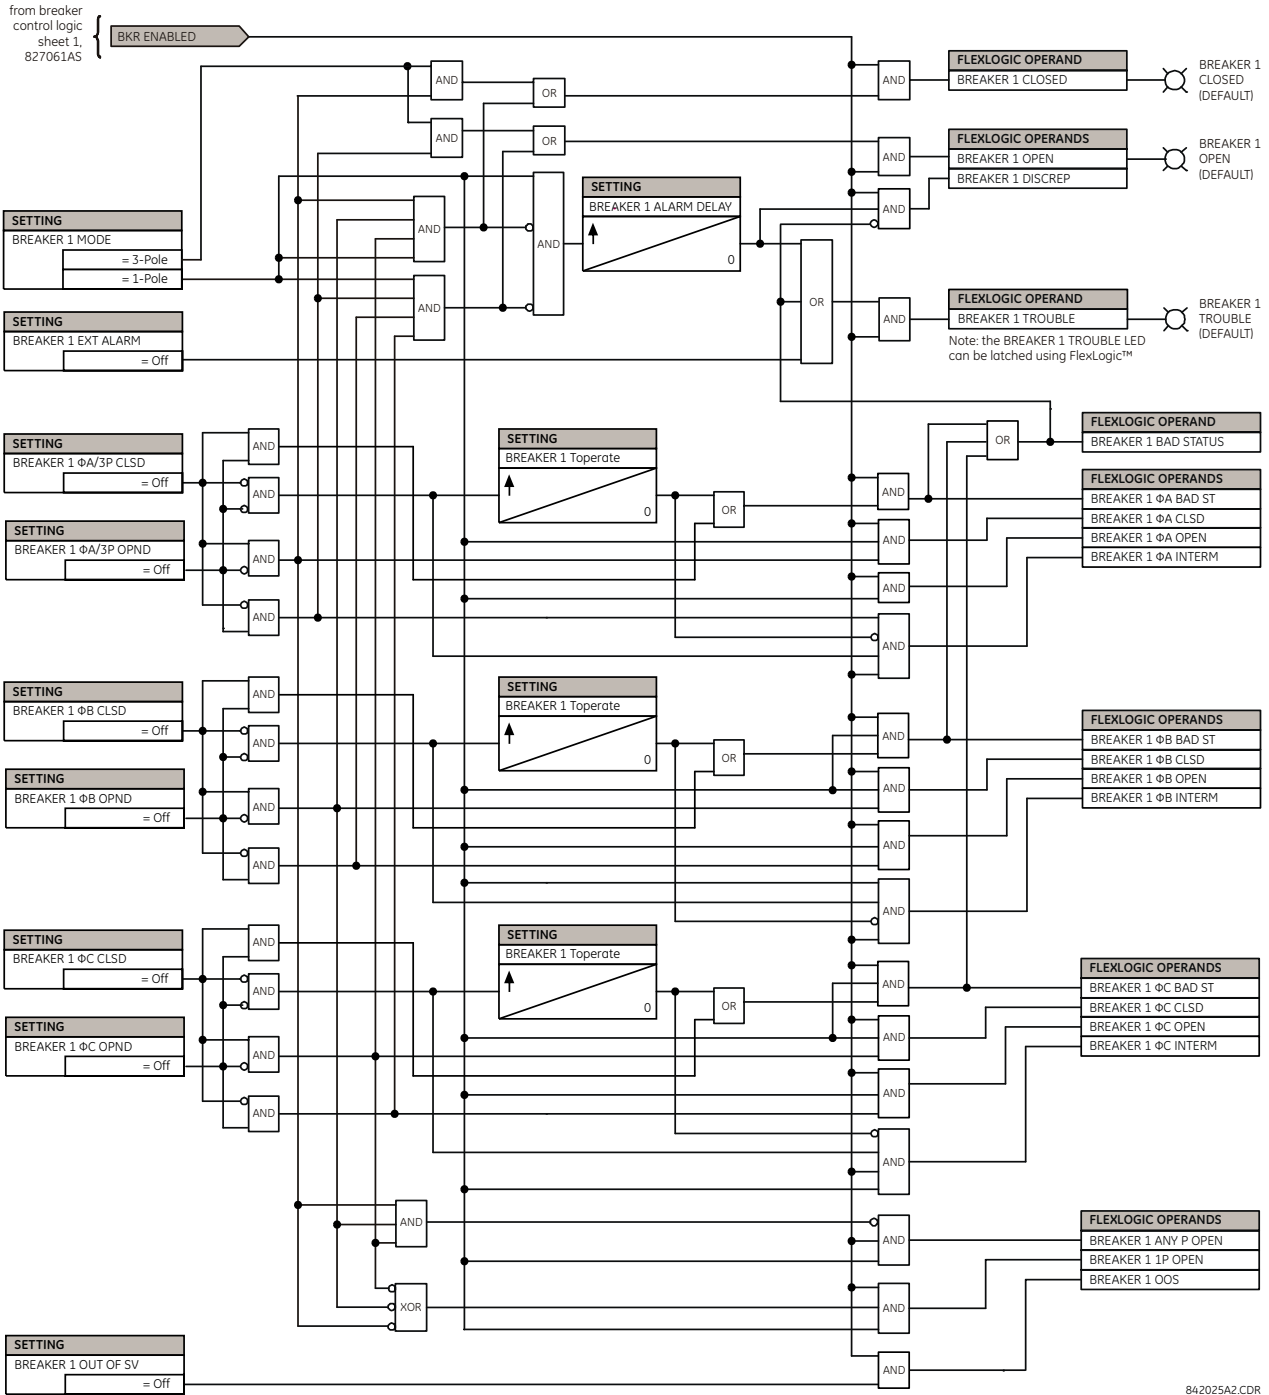 from breaker
control logic
sheet 1,
827061AS
BKR ENABLED
AND
OR
AND
FLEXLOGIC OPERAND
BREAKER 1 CLOSED
BREAKER 1
CLOSED
(DEFAULT)
AND
OR
AND
FLEXLOGIC OPERANDS
BREAKER 1 OPEN
BREAKER 1 DISCREP
BREAKER 1
OPEN
(DEFAULT)
SETTING
BREAKER 1 MODE
= 3-Pole
= 1-Pole
AND
AND
AND
SETTING
BREAKER 1 ALARM DELAY
0
AND
OR
AND
FLEXLOGIC OPERAND
BREAKER 1 TROUBLE
BREAKER 1
TROUBLE
(DEFAULT)
Note: the BREAKER 1 TROUBLE LED
can be latched using FlexLogic™
SETTING
BREAKER 1 EXT ALARM
= Off
SETTING
BREAKER 1 ΦA/3P CLSD
= Off
SETTING
BREAKER 1 ΦA/3P OPND
= Off
AND
AND
AND
AND
SETTING
BREAKER 1 Toperate
0
OR
AND
AND
AND
AND
OR
FLEXLOGIC OPERAND
BREAKER 1 BAD STATUS
FLEXLOGIC OPERANDS
BREAKER 1 ΦA BAD ST
BREAKER 1 ΦA CLSD
BREAKER 1 ΦA OPEN
BREAKER 1 ΦA INTERM
SETTING
BREAKER 1 ΦB CLSD
= Off
SETTING
BREAKER 1 ΦB OPND
= Off
AND
AND
AND
AND
SETTING
BREAKER 1 Toperate
0
OR
AND
AND
AND
AND
FLEXLOGIC OPERANDS
BREAKER 1 ΦB BAD ST
BREAKER 1 ΦB CLSD
BREAKER 1 ΦB OPEN
BREAKER 1 ΦB INTERM
SETTING
BREAKER 1 ΦC CLSD
= Off
SETTING
BREAKER 1 ΦC OPND
= Off
AND
AND
AND
AND
SETTING
BREAKER 1 Toperate
0
OR
AND
AND
AND
AND
FLEXLOGIC OPERANDS
BREAKER 1 ΦC BAD ST
BREAKER 1 ΦC CLSD
BREAKER 1 ΦC OPEN
BREAKER 1 ΦC INTERM
AND
XOR
AND
AND
AND
FLEXLOGIC OPERANDS
BREAKER 1 ANY P OPEN
BREAKER 1 1P OPEN
BREAKER 1 OOS
SETTING
BREAKER 1 OUT OF SV
= Off
842025A2.CDR